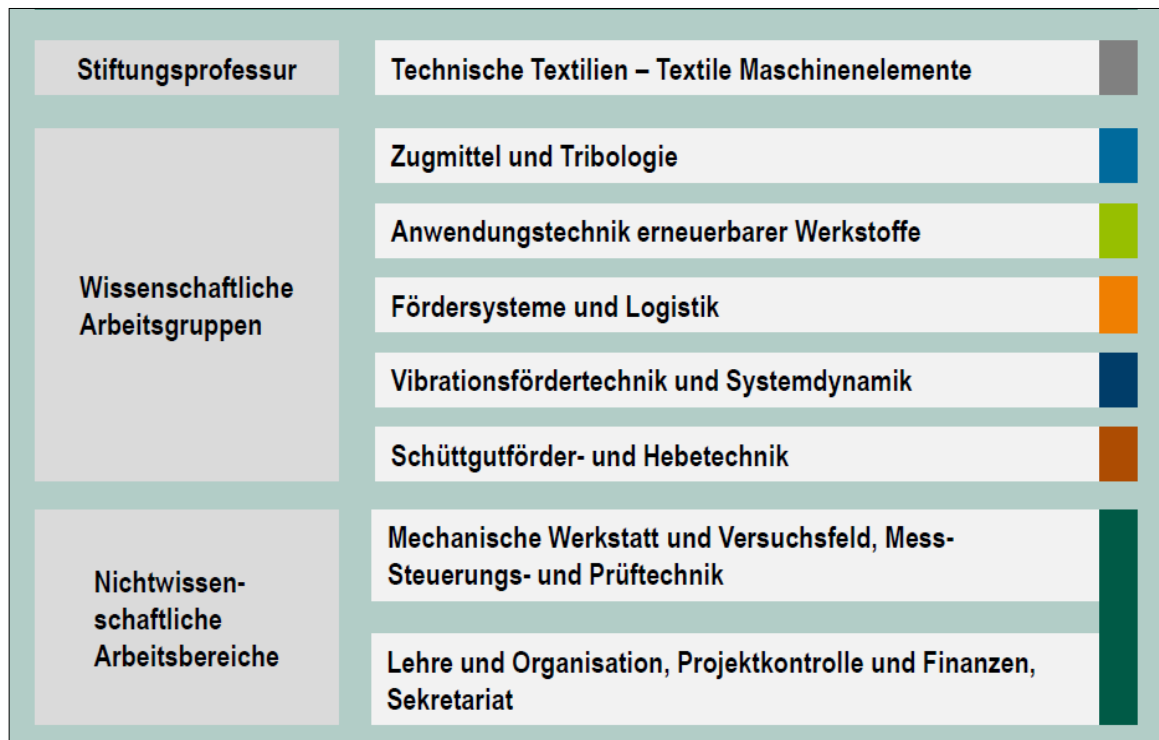 Stiftungsprofessur
Technische Textilien – Textile Maschinenelemente
Wissenschaftliche
Arbeitsgruppen
Zugmittel und Tribologie
Anwendungstechnik erneuerbarer Werkstoffe
Fördersysteme und Logistik
Vibrationsfördertechnik und Systemdynamik
Schüttgutförder- und Hebetechnik
Nichtwissen-
schaftliche
Arbeitsbereiche
Mechanische Werkstatt und Versuchsfeld, Mess-
Steuerungs- und Prüftechnik
Lehre und Organisation, Projektkontrolle und Finanzen,
Sekretariat